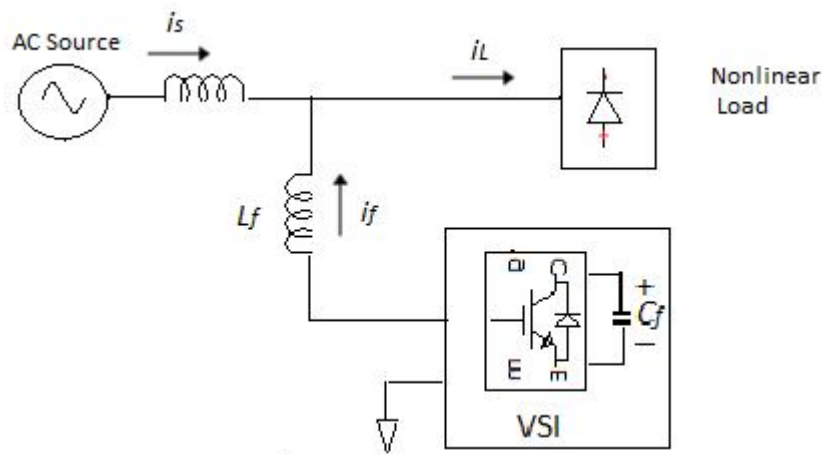 AC Source
is
iL
Nonlinear
Load
Lf
if
g C
+
Cf
−
m E
VSI